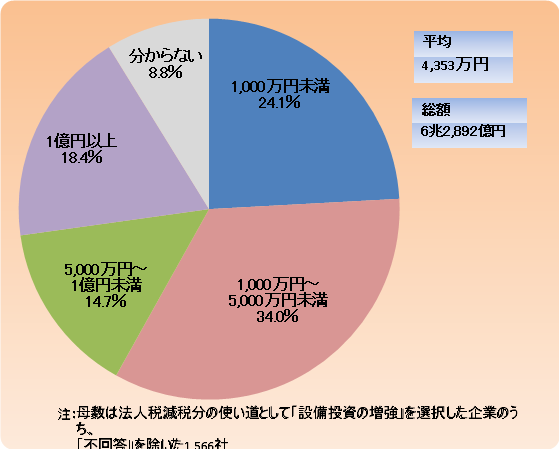 分からない
8.8%
1,000万円未満
24.1%
平均
4,353万円
総額
6兆2,892億円
1億円以上
18.4%
5,000万円～
1億円未満
14.7%
1,000万円～
5,000万円未満
34.0%
注：母数は法人税減税分の使い道として「設備投資の増強」を選択した企業のう
ち、
「不回答」を除いた1,566社